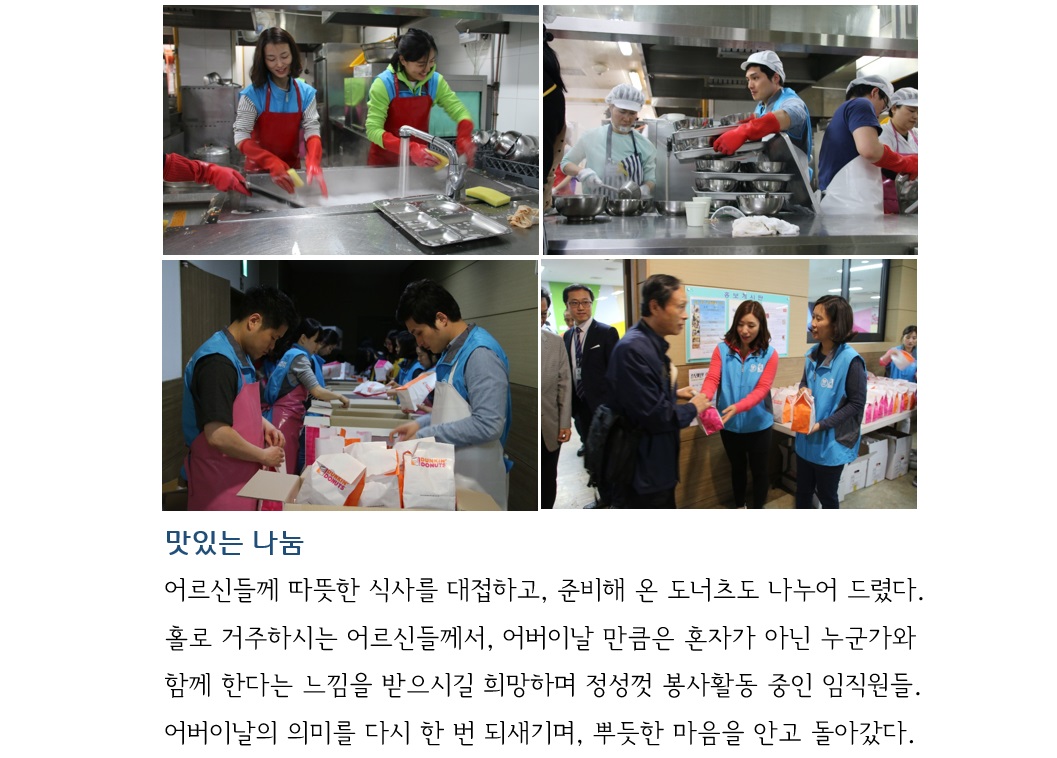 DUNKIN' DONUTS
DONUTS
맛있는 나눔
어르신들께 따뜻한 식사를 대접하고, 준비해 온 도너츠도 나누어 드렸다.
홀로 거주하시는 어르신들께서, 어버이날 만큼은 혼자가 아닌 누군가와
함께 한다는 느낌을 받으시길 희망하며 정성껏 봉사활동 중인 임직원들.
어버이날의 의미를 다시 한 번 되새기며, 뿌듯한 마음을 안고 돌아갔다.